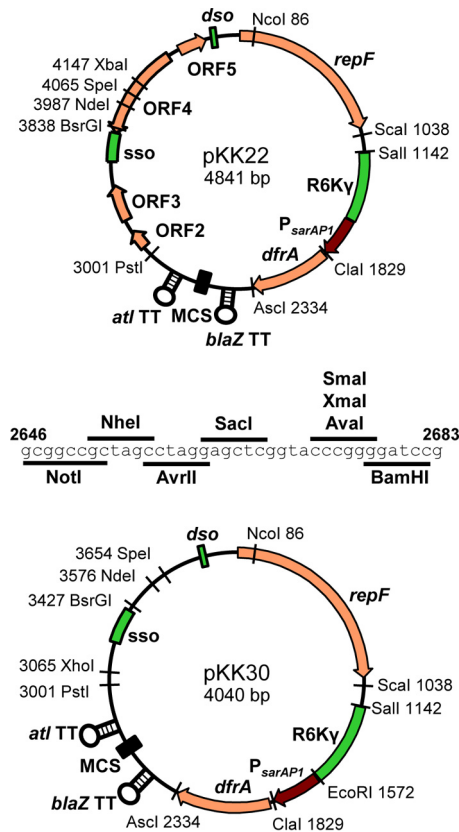 dso
NcoI 86
repF
ORF5
4147 XbaI
4065 SpeI
3987 NdeI
ORF4
3838 BsrGI
ScaI 1038
SalI 1142
sso
pKK22
4841 bp
R6Kγ
ORF3
P sarAP1
ORF2
dfrA
3001 PstI
ClaI 1829
AscI 2334
atl TT
MCS
blaZ TT
SmaI
XmaI
NheI
SacI
AvaI
2646
2683
gcggccgctagcctaggagctcggtacccggggatccg
NotI
AvrII
BamHI
dso
NcoI 86
3654 SpeI
3576 NdeI
3427 BsrGI
repF
sso
pKK30
4040 bp
3065 XhoI
3001 PstI
ScaI 1038
SalI 1142
R6Kγ
atl TT
MCS
P sarAP1
EcoRI 1572
blaZ TT
dfrA
AscI 2334
ClaI 1829